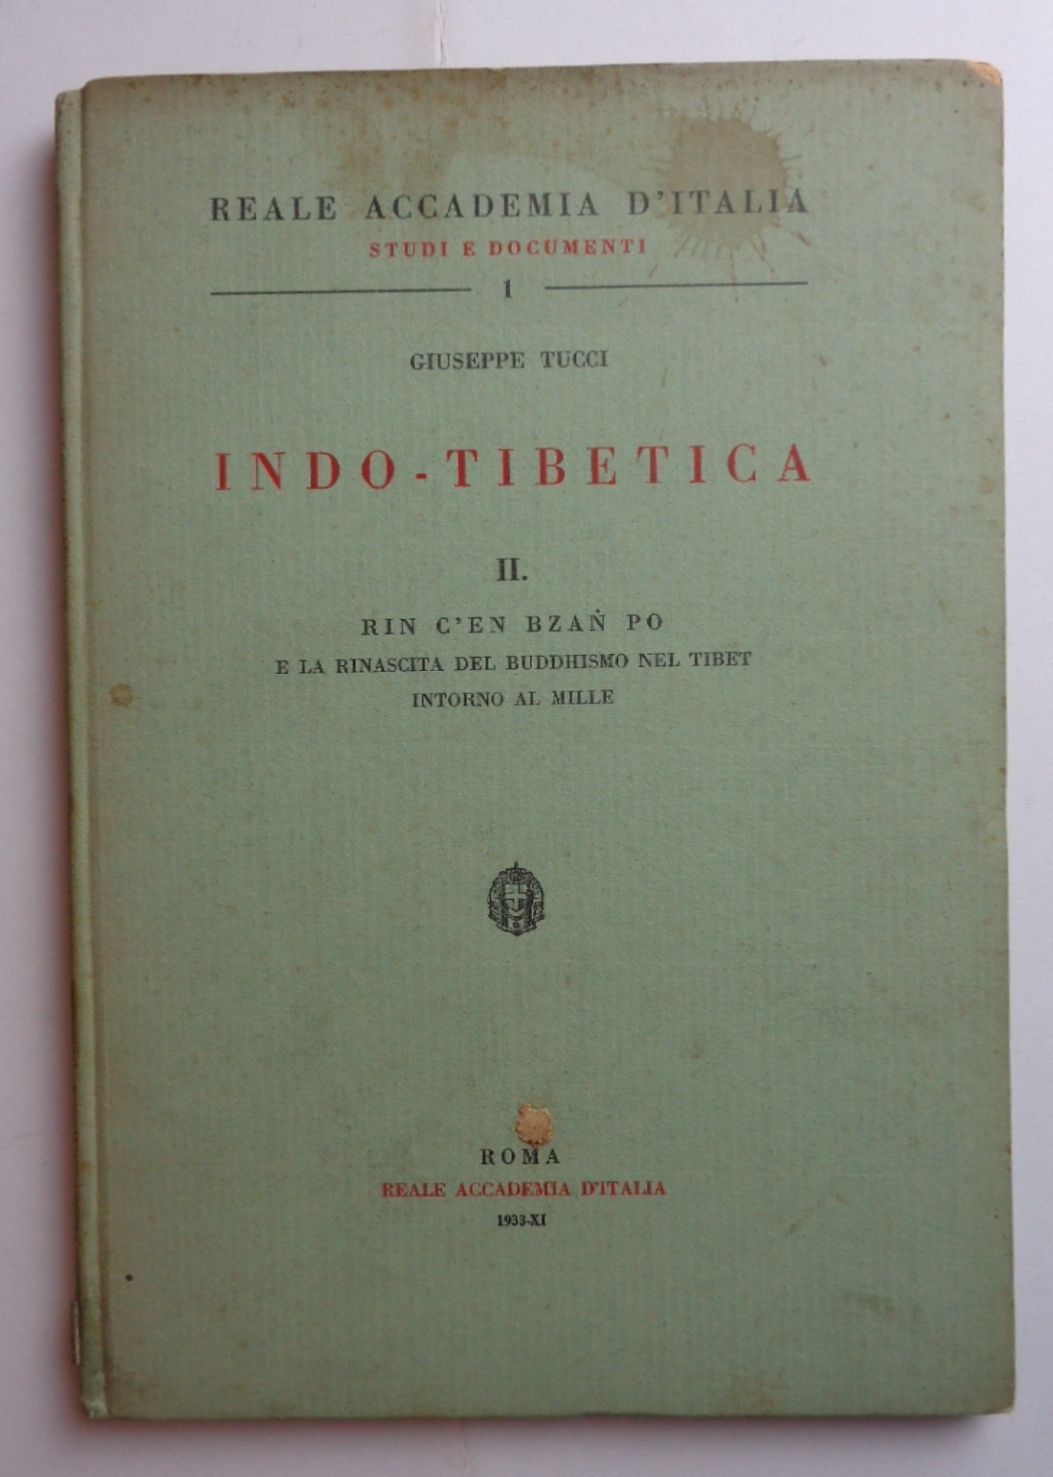 REALE ACCADEMIA D'ITALIA
STUDI E DOCUMENTI
1
GIUSEPPE TUCCI
INDO-TIBETICA
II.
RIN C'EN BZAṄ PO
E LA RINASCITA DEL BUDDHISMO NEL TIBET
INTORNO AL MILLE
ROMA
REALE ACCADEMIA D'ITALIA
1933-XI